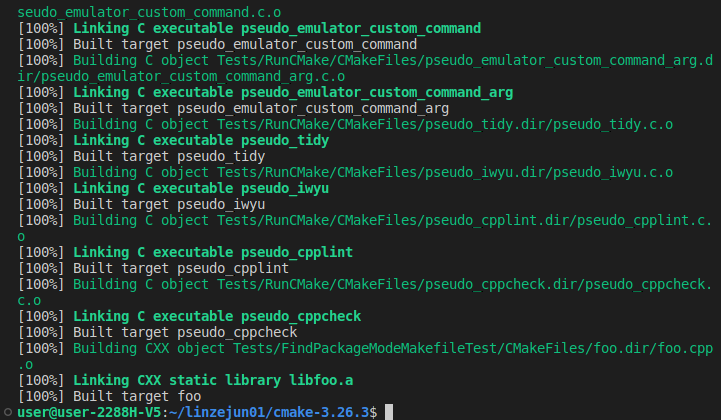 seudo_emulator_custom_command.c.o
[100%] Linking C executable pseudo_emulator_custom_command
[100%] Built target pseudo_emulator_custom_command
[100%] Building C object Tests/RunCMake/CMakeFiles/pseudo_emulator_custom_command_arg.d
ir/pseudo_emulator_custom_command_arg.c.o
[100%] Linking C executable pseudo_emulator_custom_command_arg
[100%] Built target pseudo_emulator_custom_command_arg
[100%] Building C object Tests/RunCMake/CMakeFiles/pseudo_tidy.dir/pseudo_tidy.c.o
[100%] Linking C executable pseudo_tidy
[100%] Built target pseudo_tidy
[100%] Building C object Tests/RunCMake/CMakeFiles/pseudo_iwyu.dir/pseudo_iwyu.c.o
[100%] Linking C executable pseudo_iwyu
[100%] Built target pseudo_iwyu
[100%] Building C object Tests/RunCMake/CMakeFiles/pseudo_cpplint.dir/pseudo_cpplint.c.
o
[100%] Linking C executable pseudo_cpplint
[100%] Built target pseudo_cpplint
[100%] Building C object Tests/RunCMake/CMakeFiles/pseudo_cppcheck.dir/pseudo_cppcheck.
c.o
[100%] Linking C executable pseudo_cppcheck
[100%] Built target pseudo_cppcheck
[100%] Building CXX object Tests/FindPackageModeMakefileTest/CMakeFiles/foo.dir/foo.cpp
.o
[100%] Linking CXX static library libfoo.a
[100%] Built target foo
user@user-2288H-V5:~/linzejun01/cmake-3.26.3$